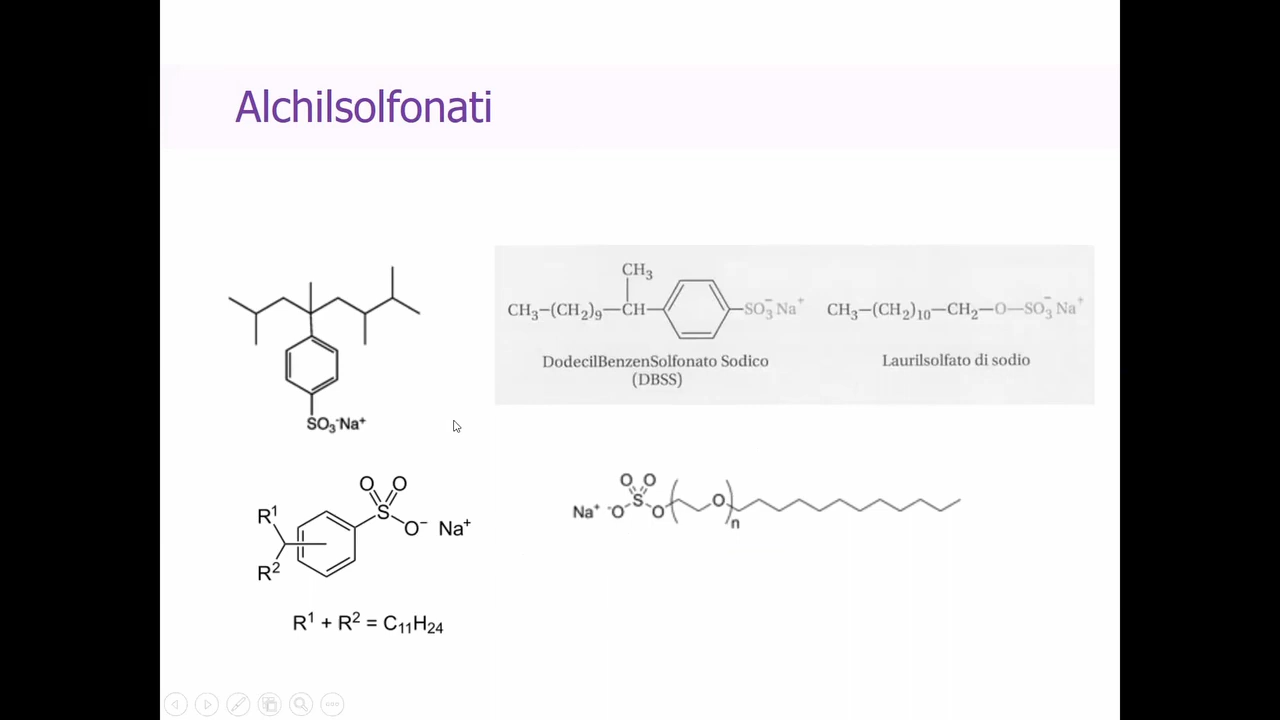 Alchilsolfonati
SO₃⁻Na⁺
CH₃
CH₃–(CH₂)₉–CH– –SO₃⁻Na⁺
DodecilBenzenSolfonato Sodico
(DBSS)
CH₃–(CH₂)₁₀–CH₂–O–SO₃⁻Na⁺
Laurilsolfato di sodio
O O
R¹ S
O⁻ Na⁺
R²
R¹ + R² = C₁₁H₂₄
O O
S O
Na⁺ ⁻O O n